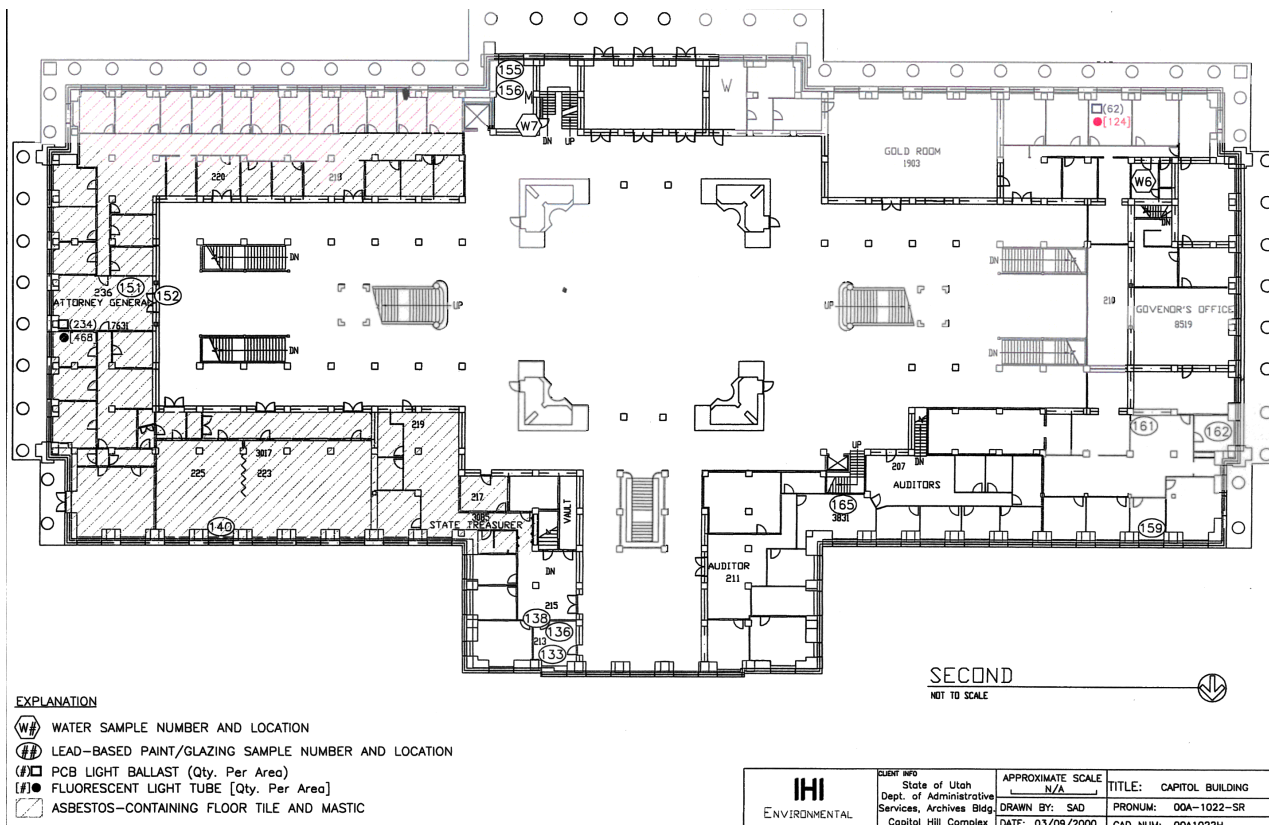 155
156
M
W7
DN
UP
W
(62)
[124]
GOLD ROOM
1903
W6
DN
220
218
236
151
152
ATTORNEY GENERAL
17631
(234)
[468]
DN
UP
DN
UP
DN
DN
210
GOVENOR'S OFFICE
8519
219
3017
225
223
217
3085
STATE TREASURER
VAULT
140
DN
215
138
136
213
133
UP
207
DN
AUDITORS
165
3831
161
162
159
AUDITOR
211
SECOND
NOT TO SCALE
EXPLANATION
W# WATER SAMPLE NUMBER AND LOCATION
## LEAD-BASED PAINT/GLAZING SAMPLE NUMBER AND LOCATION
(#) PCB LIGHT BALLAST (Qty. Per Area)
[#] FLUORESCENT LIGHT TUBE [Qty. Per Area]
ASBESTOS-CONTAINING FLOOR TILE AND MASTIC
IHI
ENVIRONMENTAL
CLIENT INFO
State of Utah
Dept. of Administrative
Services, Archives Bldg.
Capitol Hill Complex
APPROXIMATE SCALE
N/A
DRAWN BY: SAD
DATE: 03/09/2000
TITLE: CAPITOL BUILDING
PRONUM: 00A-1022-SR
CAD NUM: 00A1022H